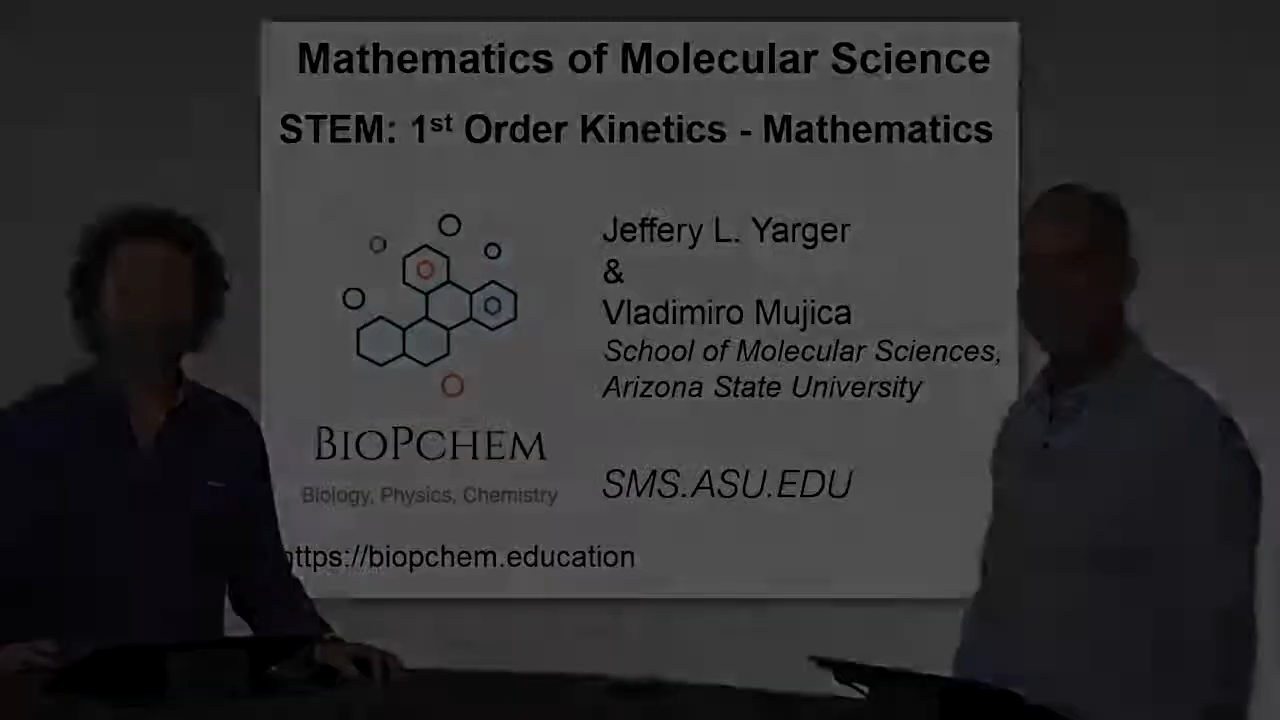 Mathematics of Molecular Science
STEM: 1st Order Kinetics - Mathematics
Jeffery L. Yarger
&
Vladimiro Mujica
School of Molecular Sciences,
Arizona State University
BIOPCHEM
Biology, Physics, Chemistry
SMS.ASU.EDU
https://biopchem.education